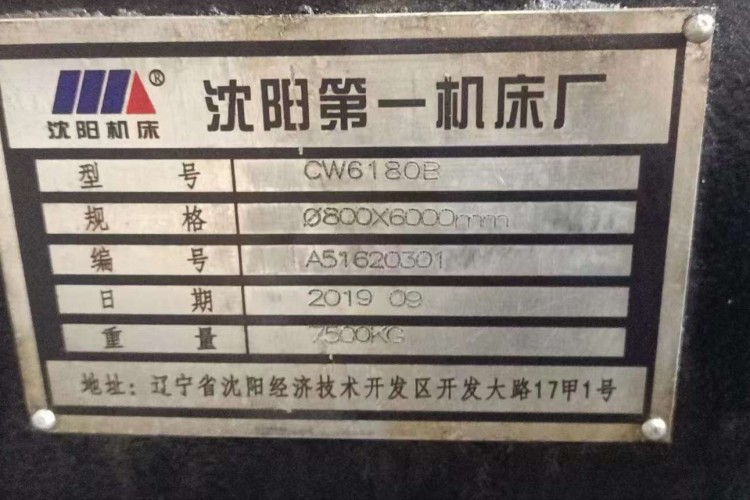 沈阳机床®
沈阳第一机床厂
型 号 CW6180B
规 格 Ø800X6000mm
编 号 A51620301
日 期 2019 09
重 量 7500KG
地址：辽宁省沈阳经济技术开发区开发大路17甲1号